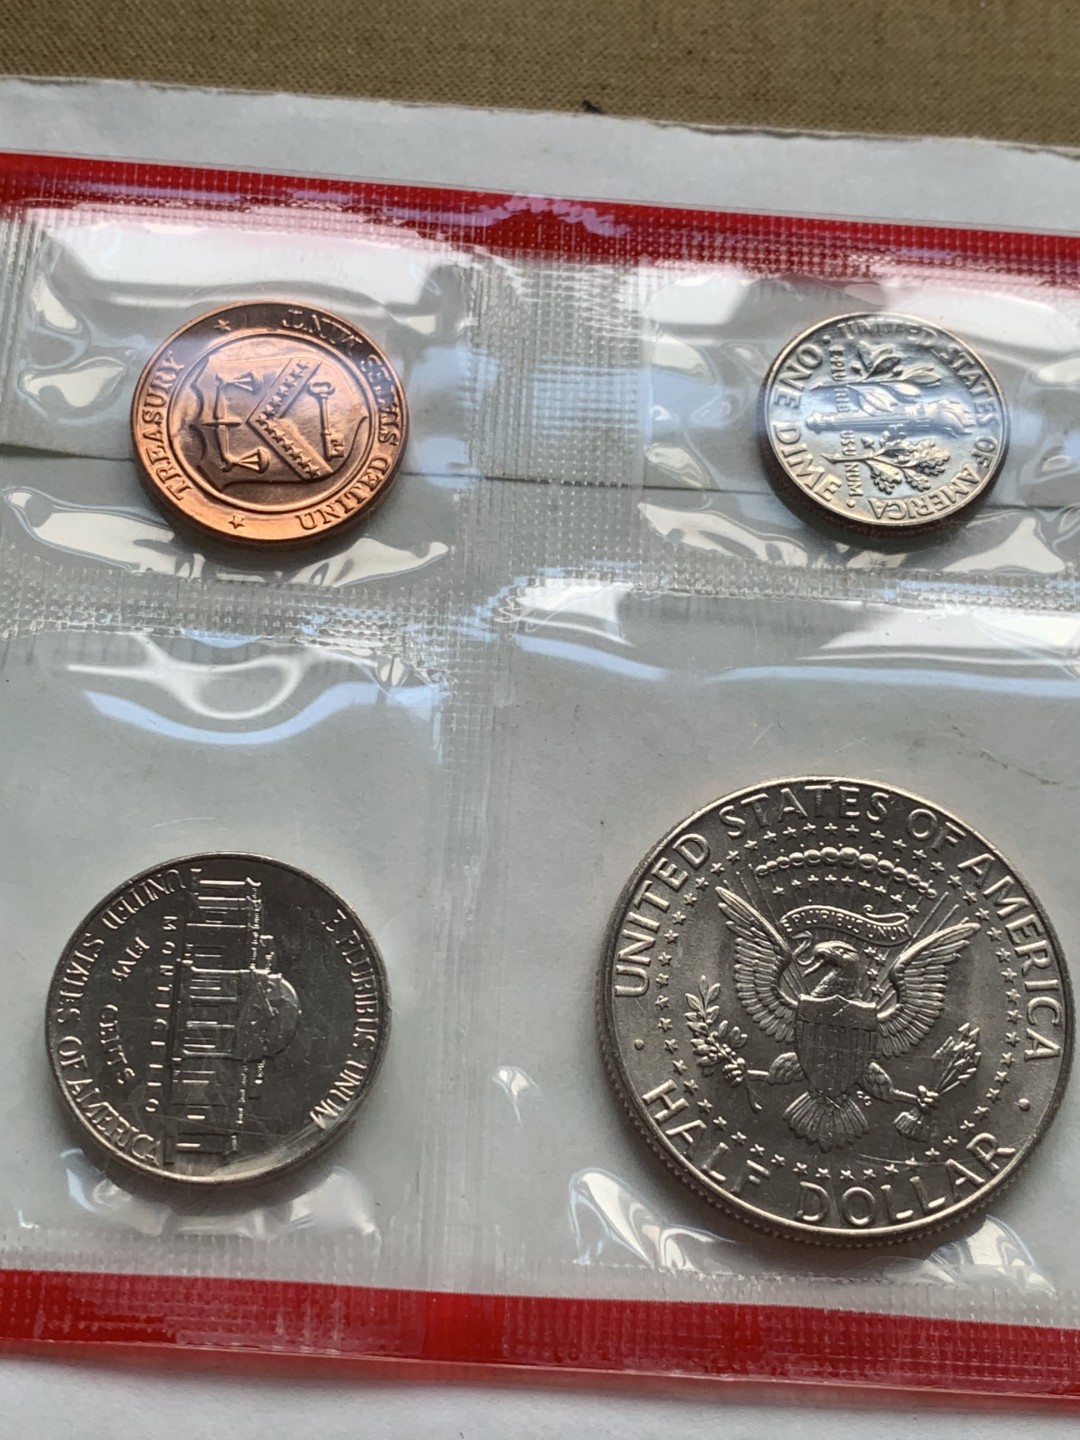 TREASURY
UNITED STATES MINT
UNITED STATES OF AMERICA
ONE DIME
E PLURIBUS UNUM
E PLURIBUS UNUM
MONTICELLO
FIVE CENTS
UNITED STATES OF AMERICA
UNITED STATES OF AMERICA
E PLURIBUS UNUM
HALF DOLLAR